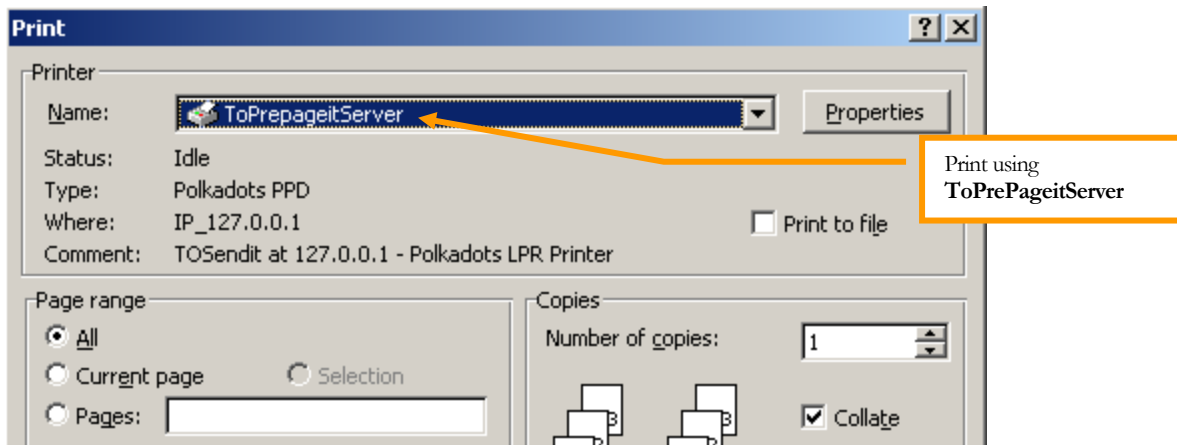 Print
Printer
Name: ToPrepageitServer Properties
Status: Idle
Type: Polkadots PPD
Where: IP_127.0.0.1 Print to file
Comment: TOSendit at 127.0.0.1 - Polkadots LPR Printer
Print using
ToPrePageitServer
Page range
All
Current page Selection
Pages:
Copies
Number of copies: 1
3 3
Collate